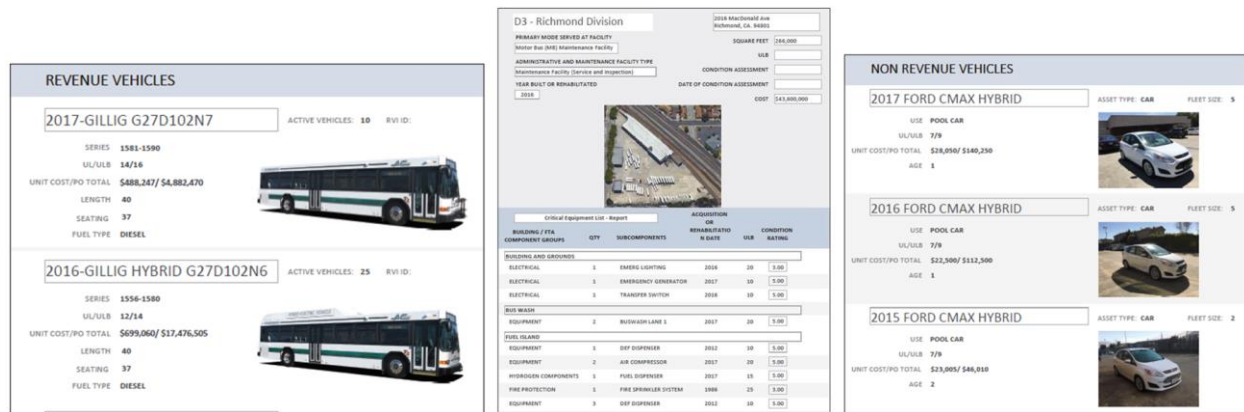 REVENUE VEHICLES
2017-GILLIG G27D102N7 ACTIVE VEHICLES: 10 RVI ID:
SERIES 1581-1590
UL/ULB 14/16
UNIT COST/PO TOTAL $488,247/ $4,882,470
LENGTH 40
SEATING 37
FUEL TYPE DIESEL
2016-GILLIG HYBRID G27D102N6 ACTIVE VEHICLES: 25 RVI ID:
SERIES 1556-1580
UL/ULB 12/14
UNIT COST/PO TOTAL $699,060/ $17,476,505
LENGTH 40
SEATING 37
FUEL TYPE DIESEL
D3 - Richmond Division
2016 MacDonald Ave
Richmond, CA. 94801
PRIMARY MODE SERVED AT FACILITY
Motor Bus (MB) Maintenance Facility
ADMINISTRATIVE AND MAINTENANCE FACILITY TYPE
Maintenance Facility (Service and Inspection)
YEAR BUILT OR REHABILITATED
2016
SQUARE FEET 284,000
ULB
CONDITION ASSESSMENT
DATE OF CONDITION ASSESSMENT
COST $43,600,000
Critical Equipment List - Report
BUILDING / FTA COMPONENT GROUPS QTY SUBCOMPONENTS ACQUISITION OR REHABILITATIO N DATE ULB CONDITION RATING
BUILDING AND GROUNDS
ELECTRICAL 1 EMERG LIGHTING 2016 20 3.00
ELECTRICAL 1 EMERGENCY GENERATOR 2017 10 5.00
ELECTRICAL 1 TRANSFER SWITCH 2016 10 5.00
BUS WASH
EQUIPMENT 2 BUSWASH LANE 1 2017 20 5.00
FUEL ISLAND
EQUIPMENT 1 DEF DISPENSER 2012 10 5.00
EQUIPMENT 2 AIR COMPRESSOR 2017 20 5.00
HYDROGEN COMPONENTS 1 FUEL DISPENSER 2017 15 5.00
FIRE PROTECTION 1 FIRE SPRINKLER SYSTEM 1986 25 3.00
EQUIPMENT 3 DEF DISPENSER 2012 10 5.00
NON REVENUE VEHICLES
2017 FORD CMAX HYBRID ASSET TYPE: CAR FLEET SIZE: 5
USE POOL CAR
UL/ULB 7/9
UNIT COST/PO TOTAL $28,050/ $140,250
AGE 1
2016 FORD CMAX HYBRID ASSET TYPE: CAR FLEET SIZE: 5
USE POOL CAR
UL/ULB 7/9
UNIT COST/PO TOTAL $22,500/ $112,500
AGE 1
2015 FORD CMAX HYBRID ASSET TYPE: CAR FLEET SIZE: 2
USE POOL CAR
UL/ULB 7/9
UNIT COST/PO TOTAL $23,005/ $46,010
AGE 2